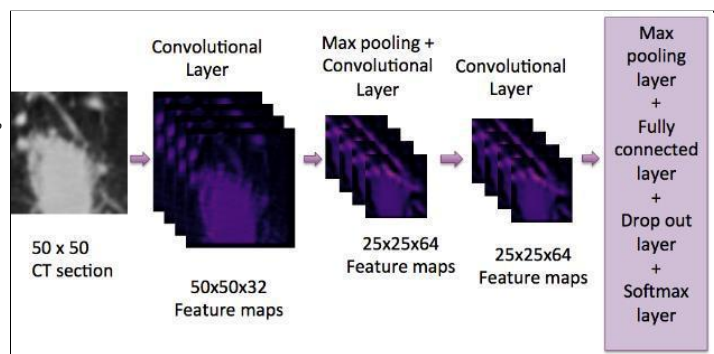 Convolutional
Layer
Max pooling +
Convolutional
Layer
Convolutional
Layer
50 x 50
CT section
50x50x32
Feature maps
25x25x64
Feature maps
25x25x64
Feature maps
Max
pooling
layer
+
Fully
connected
layer
+
Drop out
layer
+
Softmax
layer